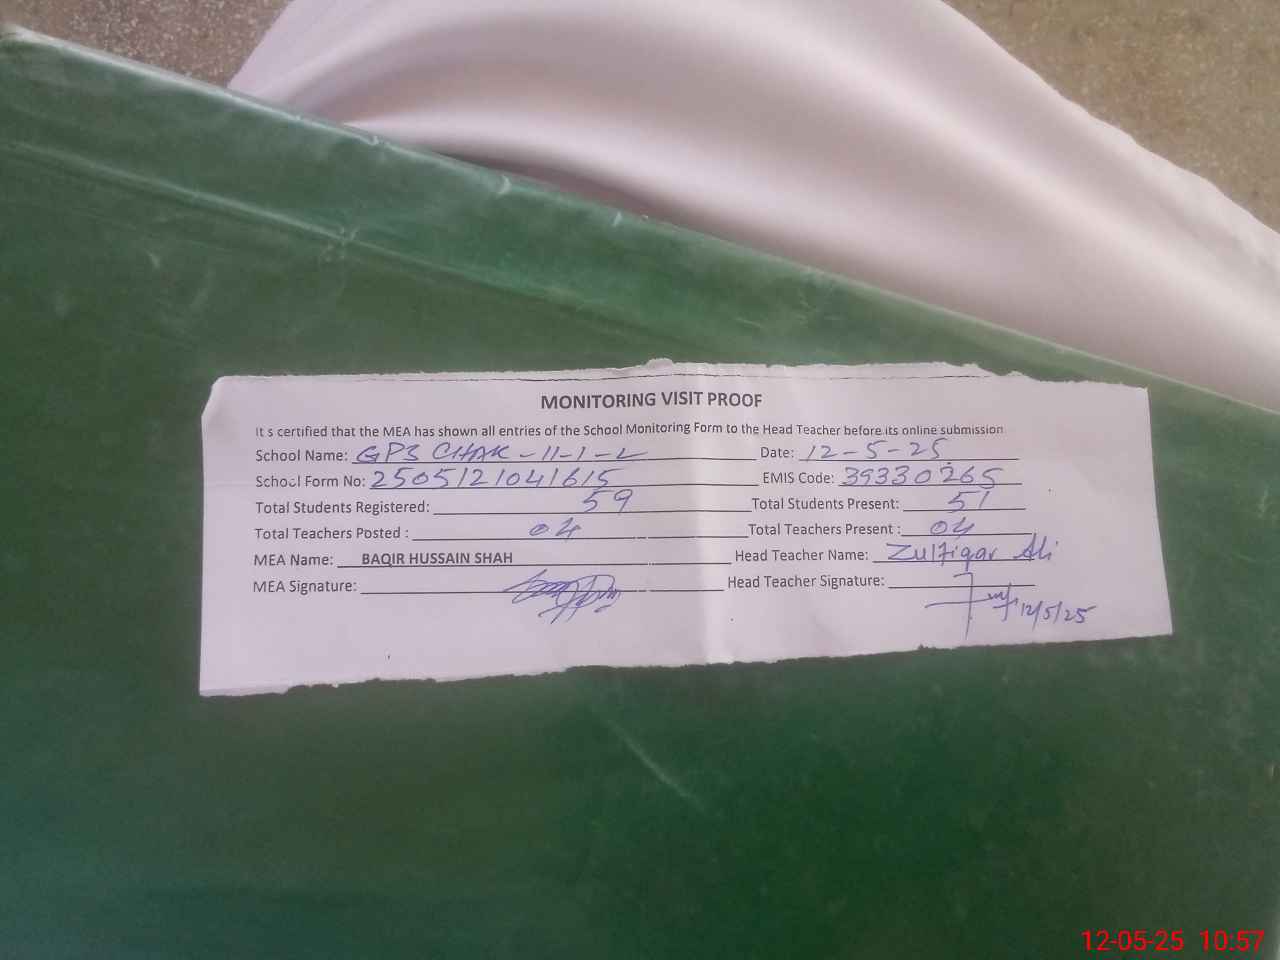 MONITORING VISIT PROOF
It s certified that the MEA has shown all entries of the School Monitoring Form to the Head Teacher before its online submission.
School Name: GPS CHAK-11-1-L Date: 12-5-25
School Form No: 2505121041615 EMIS Code: 39330265
Total Students Registered: 59 Total Students Present: 51
Total Teachers Posted : 04 Total Teachers Present : 04
MEA Name: BAQIR HUSSAIN SHAH Head Teacher Name: Zulfiqar Ali
MEA Signature: Head Teacher Signature:
12/5/25
12-05-25 10:57